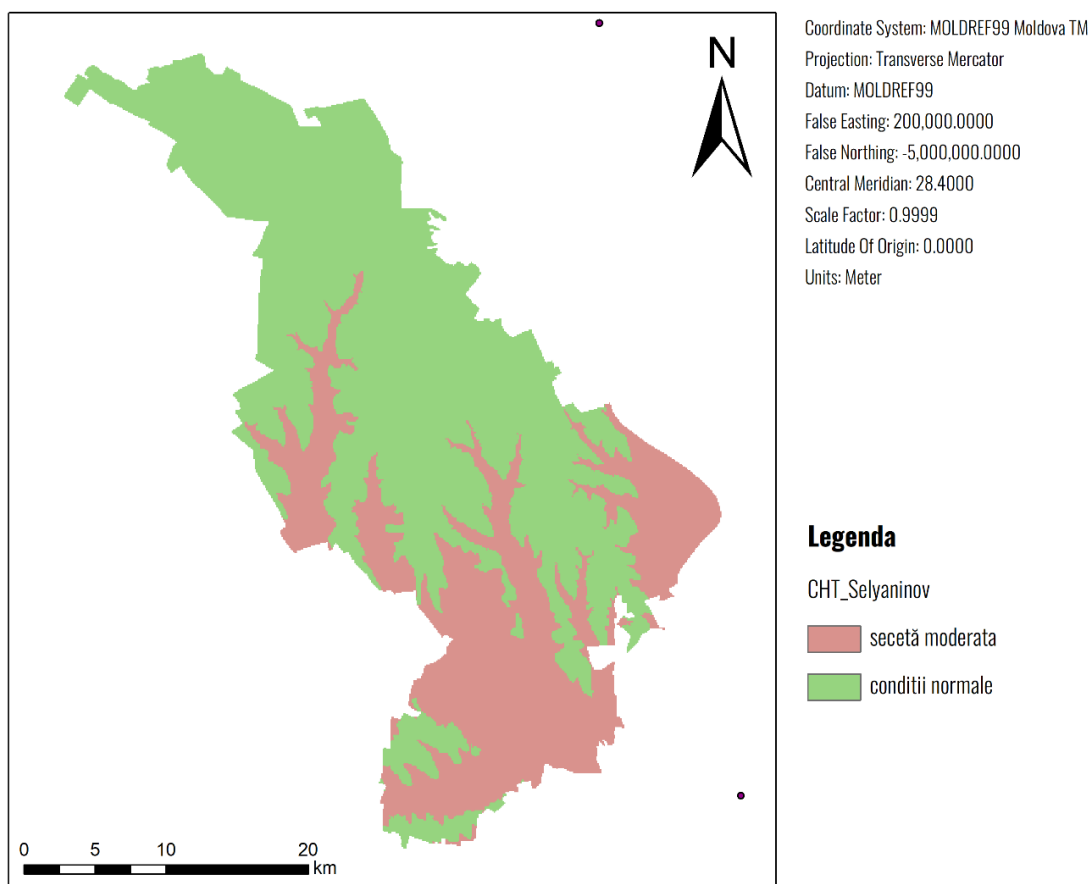 N
Coordinate System: MOLDREF99 Moldova TM
Projection: Transverse Mercator
Datum: MOLDREF99
False Easting: 200,000.0000
False Northing: -5,000,000.0000
Central Meridian: 28.4000
Scale Factor: 0.9999
Latitude Of Origin: 0.0000
Units: Meter
Legenda
CHT_Selyaninov
secetă moderata
conditii normale
0 5 10 20
km